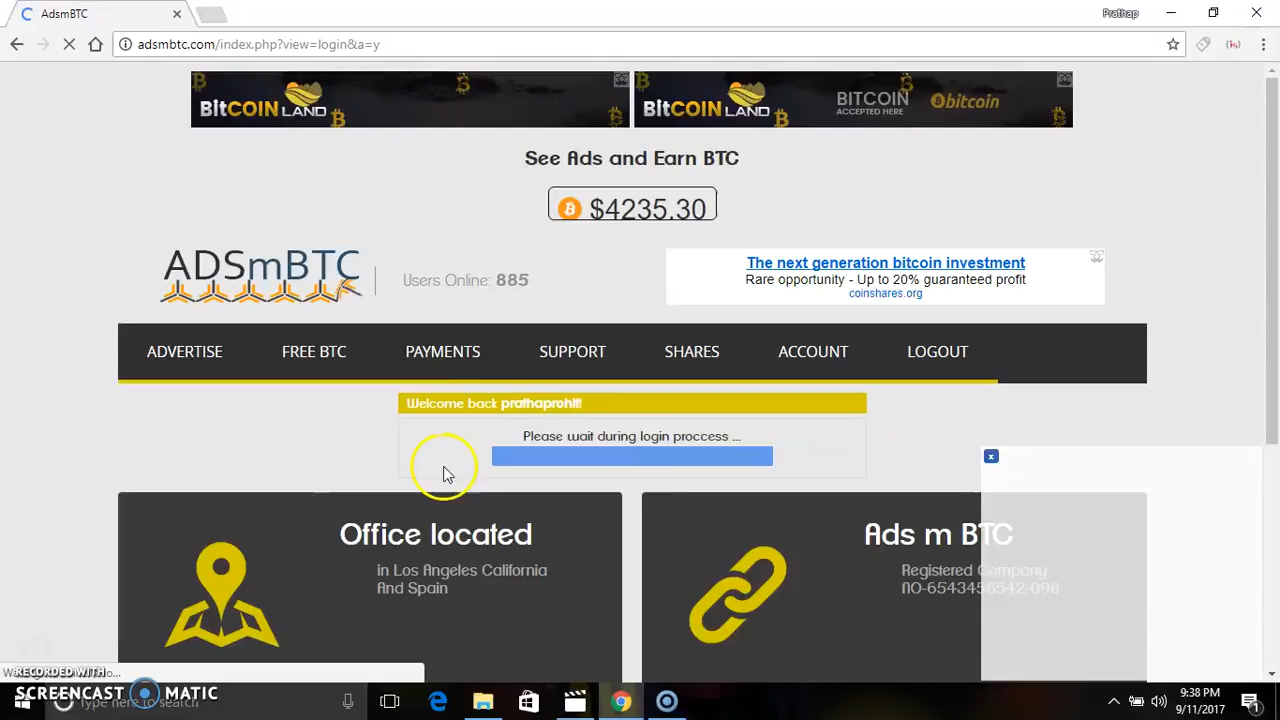 AdsmBTC
Prathap
adsmbtc.com/index.php?view=login&a=y
BitCOIN LAND
BitCOIN LAND
BITCOIN
ACCEPTED HERE
bitcoin
See Ads and Earn BTC
$4235.30
ADSmBTC
Users Online: 885
The next generation bitcoin investment
Rare opportunity - Up to 20% guaranteed profit
coinshares.org
ADVERTISE FREE BTC PAYMENTS SUPPORT SHARES ACCOUNT LOGOUT
Welcome back prathaprohit!
Please wait during login proccess ...
x
Office located
in Los Angeles California
And Spain
Ads m BTC
Registered Company
NO-6543456542-098
RECORDED WITH
SCREENCAST MATIC
Type here to search
9:38 PM
9/11/2017